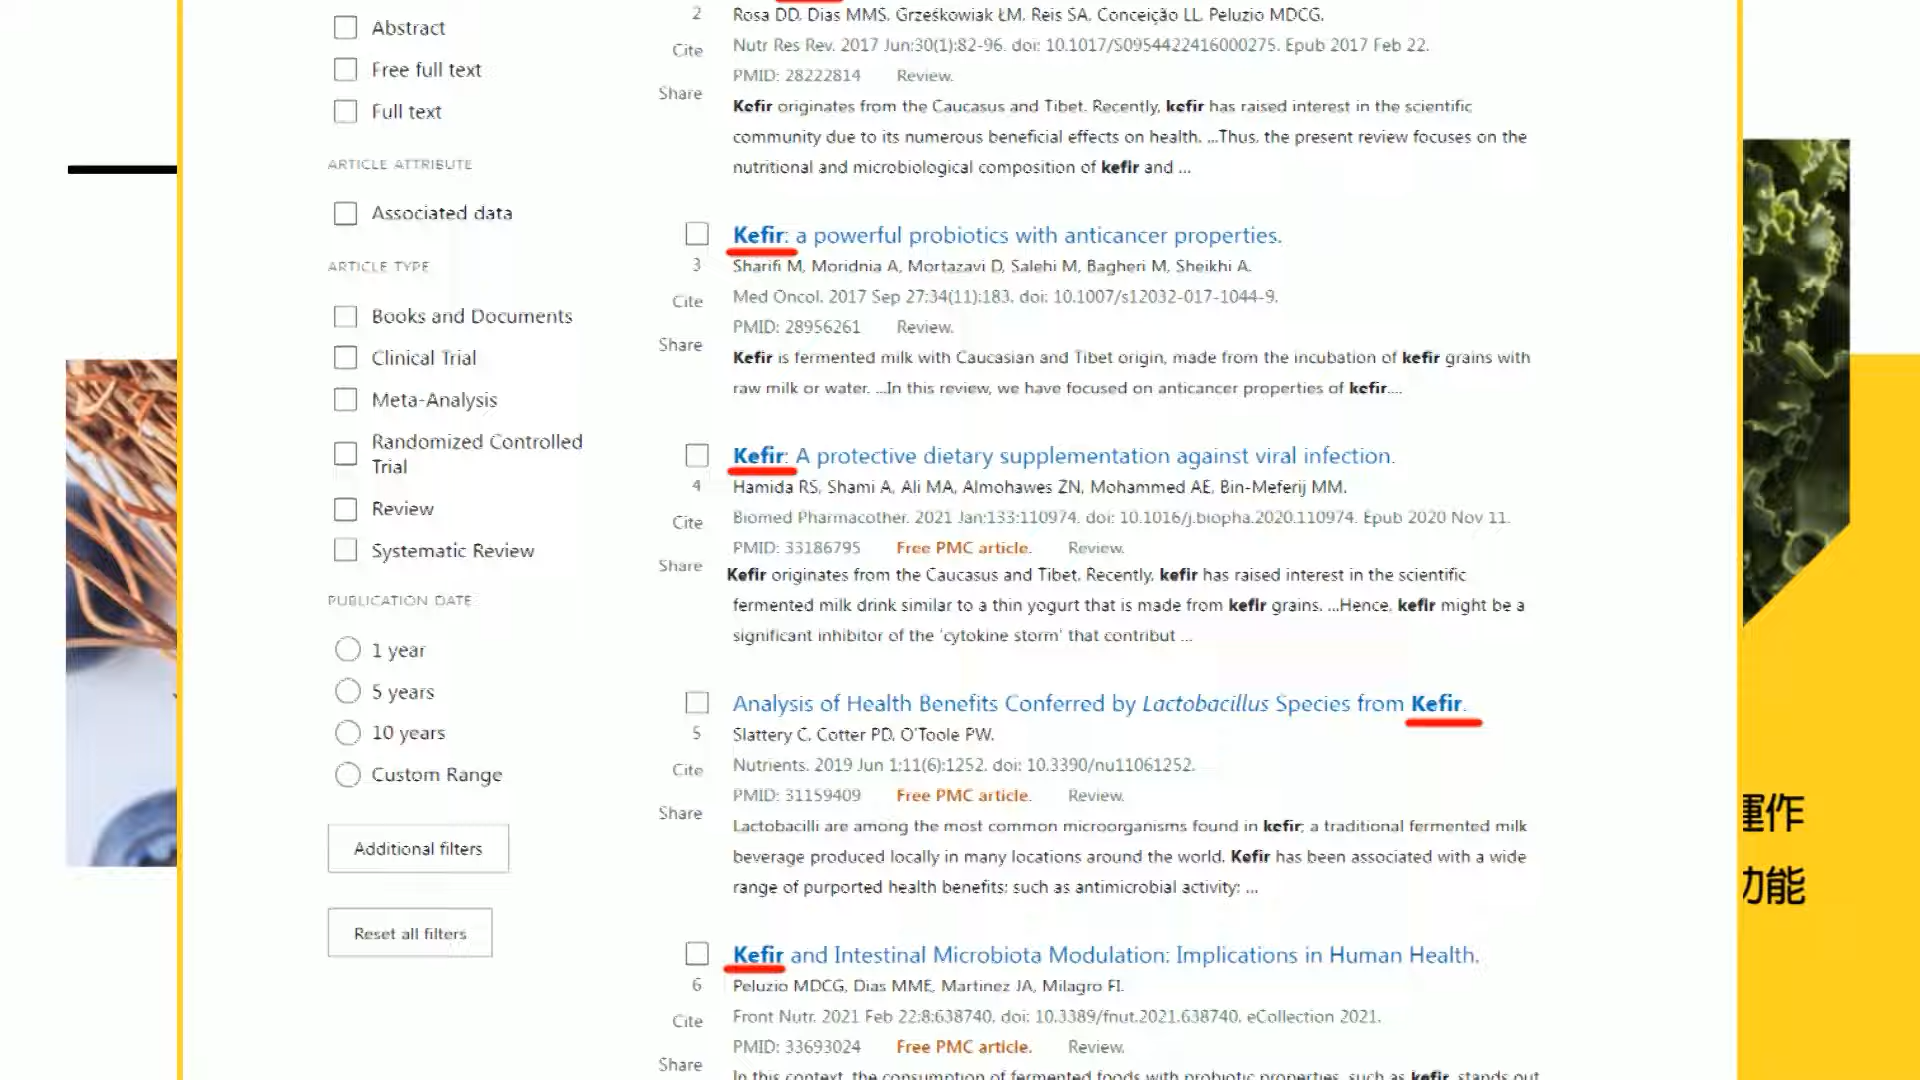 Abstract
Free full text
Full text
ARTICLE ATTRIBUTE
Associated data
ARTICLE TYPE
Books and Documents
Clinical Trial
Meta-Analysis
Randomized Controlled
Trial
Review
Systematic Review
PUBLICATION DATE
1 year
5 years
10 years
Custom Range
Additional filters
Reset all filters
2
Cite
Share
Rosa DD, Dias MMS, Grześkowiak ŁM, Reis SA, Conceição LL, Peluzio MDCG.
Nutr Res Rev. 2017 Jun;30(1):82-96. doi: 10.1017/S0954422416000275. Epub 2017 Feb 22.
PMID: 28222814 Review.
Kefir originates from the Caucasus and Tibet. Recently, kefir has raised interest in the scientific
community due to its numerous beneficial effects on health. ...Thus, the present review focuses on the
nutritional and microbiological composition of kefir and ...
Kefir: a powerful probiotics with anticancer properties.
3
Cite
Share
Sharifi M, Moridnia A, Mortazavi D, Salehi M, Bagheri M, Sheikhi A.
Med Oncol. 2017 Sep 27;34(11):183. doi: 10.1007/s12032-017-1044-9.
PMID: 28956261 Review.
Kefir is fermented milk with Caucasian and Tibet origin, made from the incubation of kefir grains with
raw milk or water. ...In this review, we have focused on anticancer properties of kefir....
Kefir: A protective dietary supplementation against viral infection.
4
Cite
Share
Hamida RS, Shami A, Ali MA, Almohawes ZN, Mohammed AE, Bin-Meferij MM.
Biomed Pharmacother. 2021 Jan;133:110974. doi: 10.1016/j.biopha.2020.110974. Epub 2020 Nov 11.
PMID: 33186795 Free PMC article. Review.
Kefir originates from the Caucasus and Tibet. Recently, kefir has raised interest in the scientific
fermented milk drink similar to a thin yogurt that is made from kefir grains. ...Hence, kefir might be a
significant inhibitor of the 'cytokine storm' that contribut ...
Analysis of Health Benefits Conferred by Lactobacillus Species from Kefir.
5
Cite
Share
Slattery C, Cotter PD, O'Toole PW.
Nutrients. 2019 Jun 1;11(6):1252. doi: 10.3390/nu11061252.
PMID: 31159409 Free PMC article. Review.
Lactobacilli are among the most common microorganisms found in kefir; a traditional fermented milk
beverage produced locally in many locations around the world. Kefir has been associated with a wide
range of purported health benefits; such as antimicrobial activity; ...
Kefir and Intestinal Microbiota Modulation: Implications in Human Health.
6
Cite
Share
Peluzio MDCG, Dias MME, Martinez JA, Milagro FI.
Front Nutr. 2021 Feb 22;8:638740. doi: 10.3389/fnut.2021.638740. eCollection 2021.
PMID: 33693024 Free PMC article. Review.
In this context, the consumption of fermented foods with probiotic properties, such as kefir, stands out
運作
功能